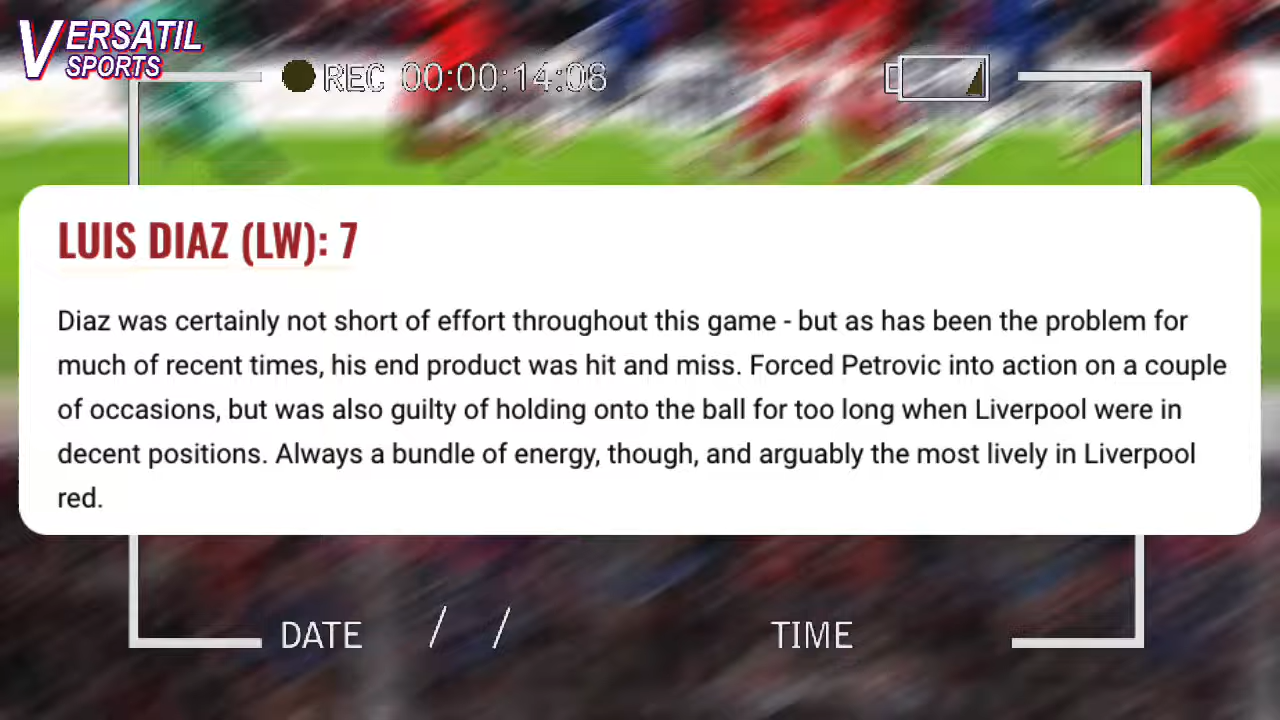 VERSATIL
SPORTS
REC 00:00:14:08
LUIS DIAZ (LW): 7
Diaz was certainly not short of effort throughout this game - but as has been the problem for
much of recent times, his end product was hit and miss. Forced Petrovic into action on a couple
of occasions, but was also guilty of holding onto the ball for too long when Liverpool were in
decent positions. Always a bundle of energy, though, and arguably the most lively in Liverpool
red.
DATE / / TIME